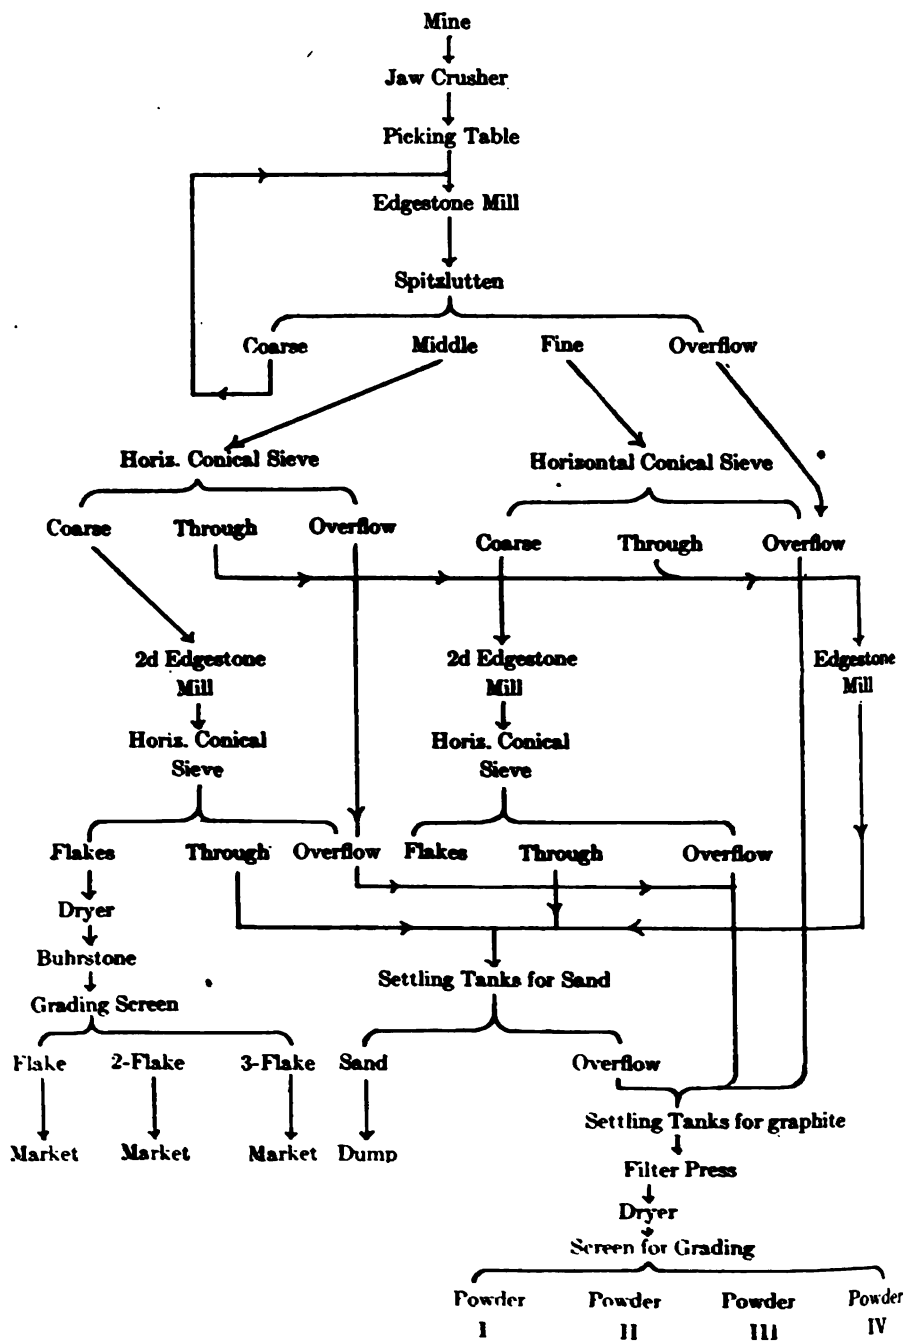 Mine
Jaw Crusher
Picking Table
Edgestone Mill
Spitzlutten
Coarse Middle Fine Overflow
Horiz. Conical Sieve Horizontal Conical Sieve
Coarse Through Overflow
Coarse Through Overflow
2d Edgestone
Mill
2d Edgestone
Mill
Edgestone
Mill
Horiz. Conical
Sieve
Horiz. Conical
Sieve
Flakes Through Overflow Flakes Through Overflow
Dryer
Buhrstone
Grading Screen
Settling Tanks for Sand
Flake 2-Flake 3-Flake Sand Overflow
Market Market Market Dump
Settling Tanks for graphite
Filter Press
Dryer
Screen for Grading
Powder Powder Powder Powder
I II III IV